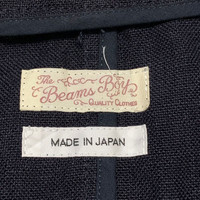 The
Beams Boy
QUALITY CLOTHES
MADE IN JAPAN